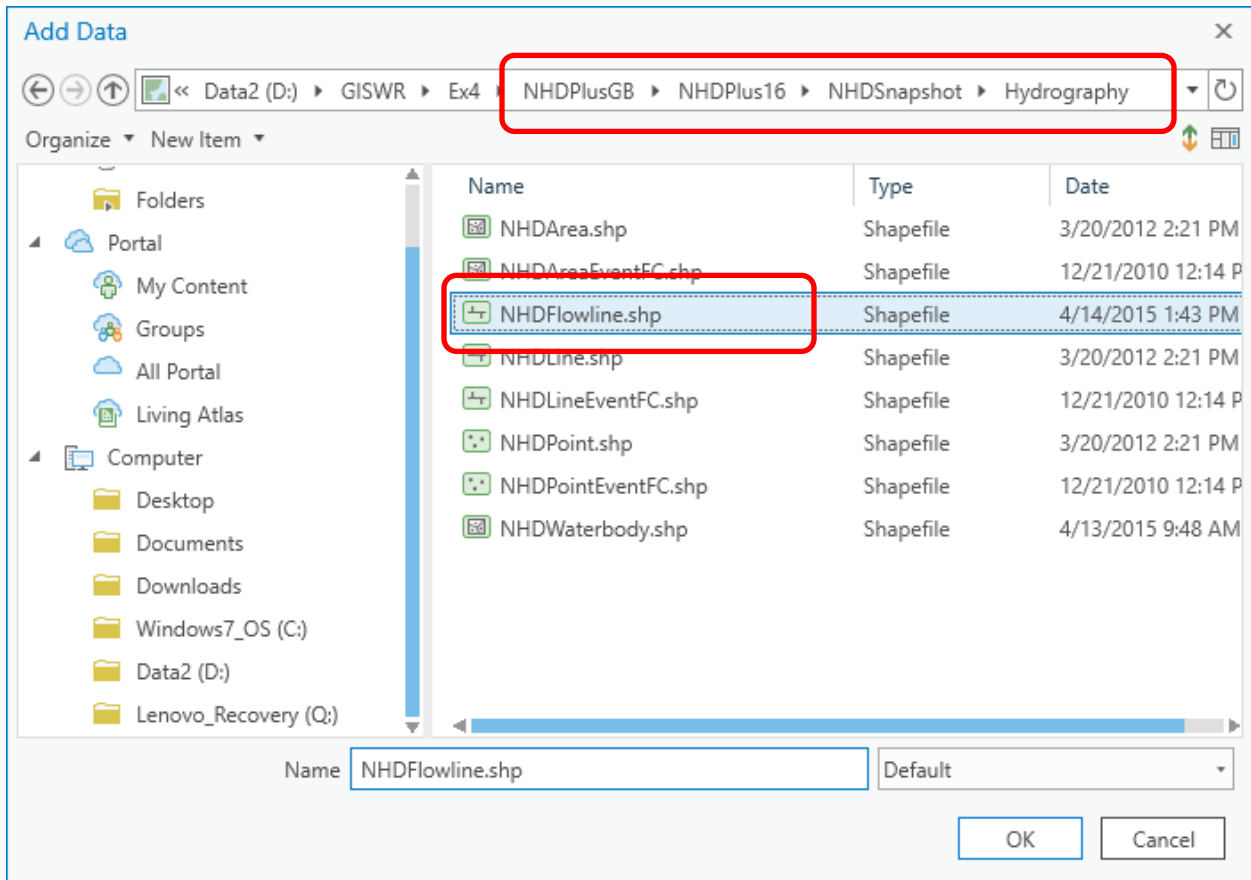 Add Data
« Data2 (D:) GISWR Ex4 NHDPlusGB NHDPlus16 NHDSnapshot Hydrography
Organize New Item
Folders
Portal
My Content
Groups
All Portal
Living Atlas
Computer
Desktop
Documents
Downloads
Windows7_OS (C:)
Data2 (D:)
Lenovo_Recovery (Q:)
Name Type Date
NHDArea.shp Shapefile 3/20/2012 2:21 PM
NHDAreaEventFC.shp Shapefile 12/21/2010 12:14 P
NHDFlowline.shp Shapefile 4/14/2015 1:43 PM
NHDLine.shp Shapefile 3/20/2012 2:21 PM
NHDLineEventFC.shp Shapefile 12/21/2010 12:14 P
NHDPoint.shp Shapefile 3/20/2012 2:21 PM
NHDPointEventFC.shp Shapefile 12/21/2010 12:14 P
NHDWaterbody.shp Shapefile 4/13/2015 9:48 AM
Name NHDFlowline.shp Default
OK Cancel